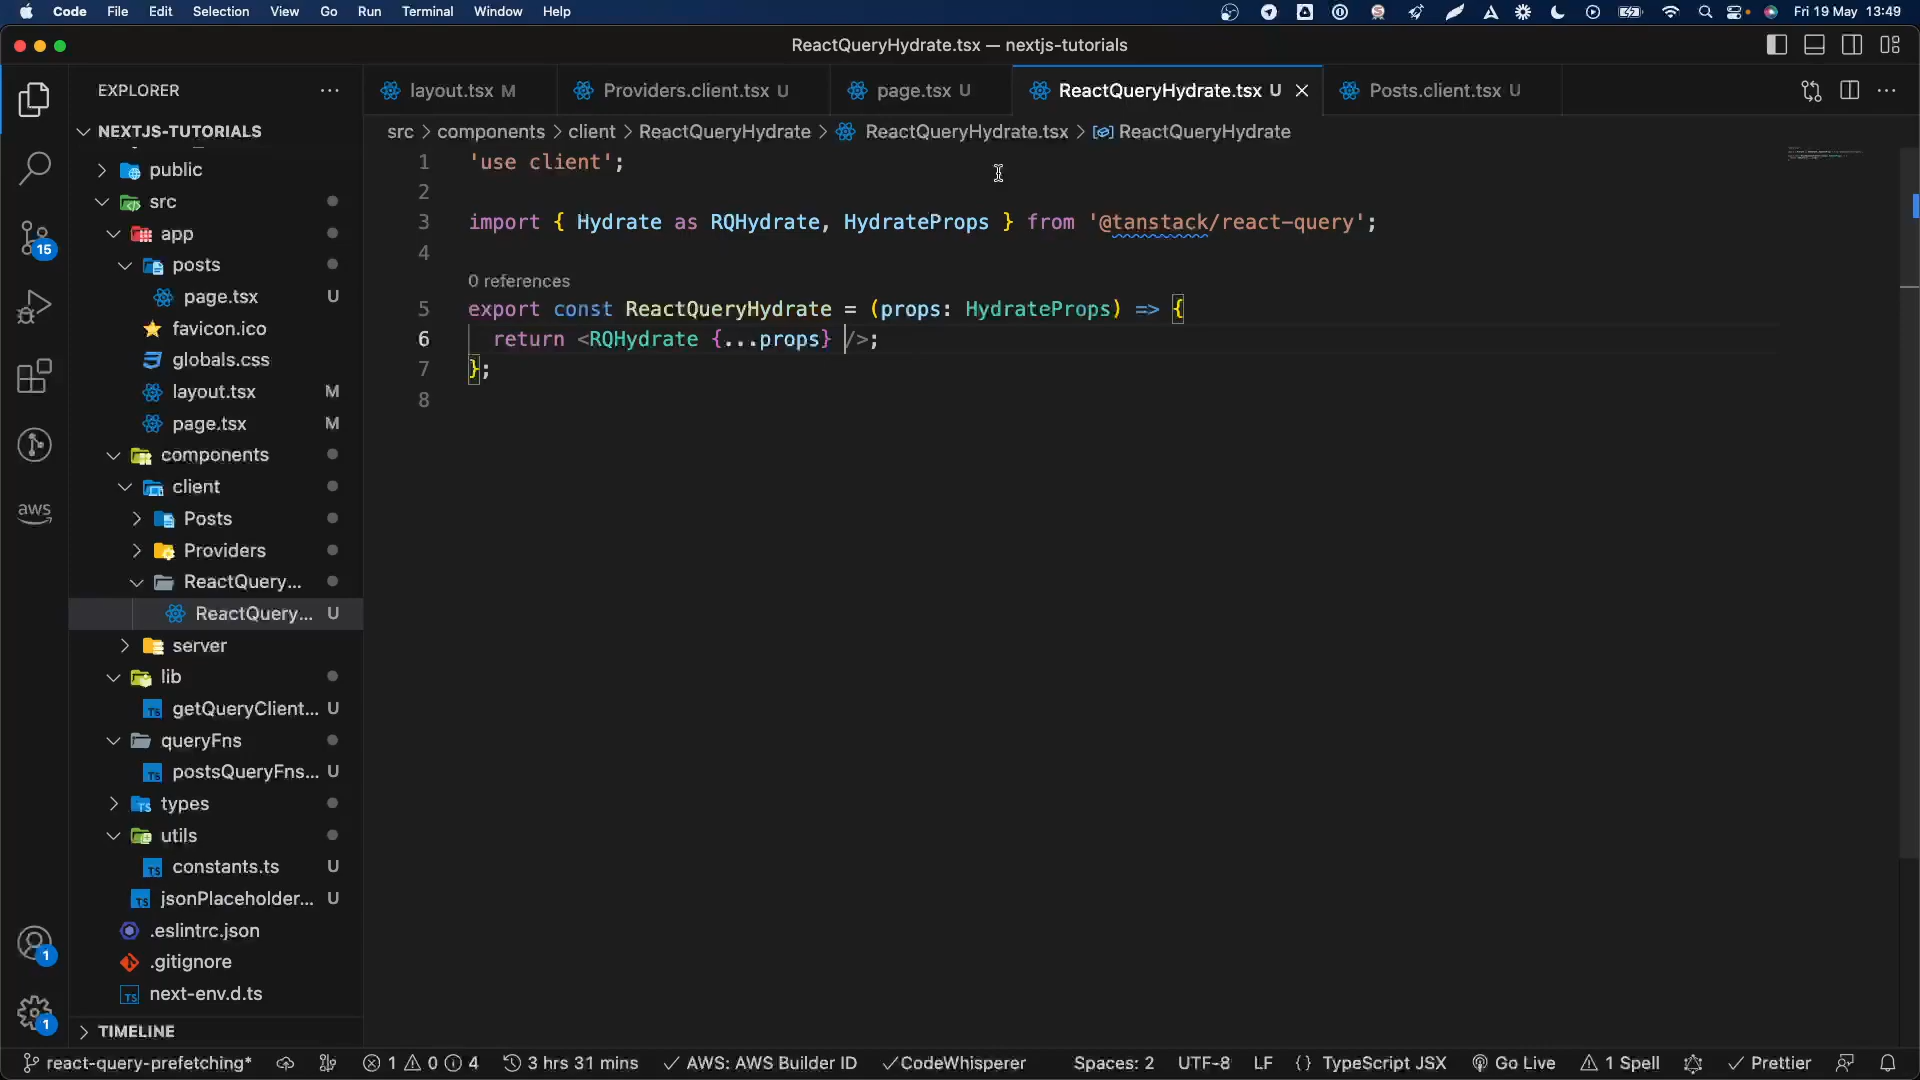 Code File Edit Selection View Go Run Terminal Window Help Fri 19 May 13:49
ReactQueryHydrate.tsx — nextjs-tutorials
EXPLORER
layout.tsx M
Providers.client.tsx U
page.tsx U
ReactQueryHydrate.tsx U
Posts.client.tsx U
NEXTJS-TUTORIALS
src > components > client > ReactQueryHydrate > ReactQueryHydrate.tsx > ReactQueryHydrate
public
src
app
posts
page.tsx U
favicon.ico
globals.css
layout.tsx M
page.tsx M
components
client
Posts
Providers
ReactQuery...
ReactQuery... U
server
lib
getQueryClient... U
queryFns
postsQueryFns... U
types
utils
constants.ts U
jsonPlaceholder... U
.eslintrc.json
.gitignore
next-env.d.ts
TIMELINE
15
aws
1
1
1 'use client';
2
3 import { Hydrate as RQHydrate, HydrateProps } from '@tanstack/react-query';
4
0 references
5 export const ReactQueryHydrate = (props: HydrateProps) => {
6 return <RQHydrate {...props} />;
7 };
8
react-query-prefetching* 1 0 4 3 hrs 31 mins AWS: AWS Builder ID CodeWhisperer Spaces: 2 UTF-8 LF {} TypeScript JSX Go Live 1 Spell Prettier